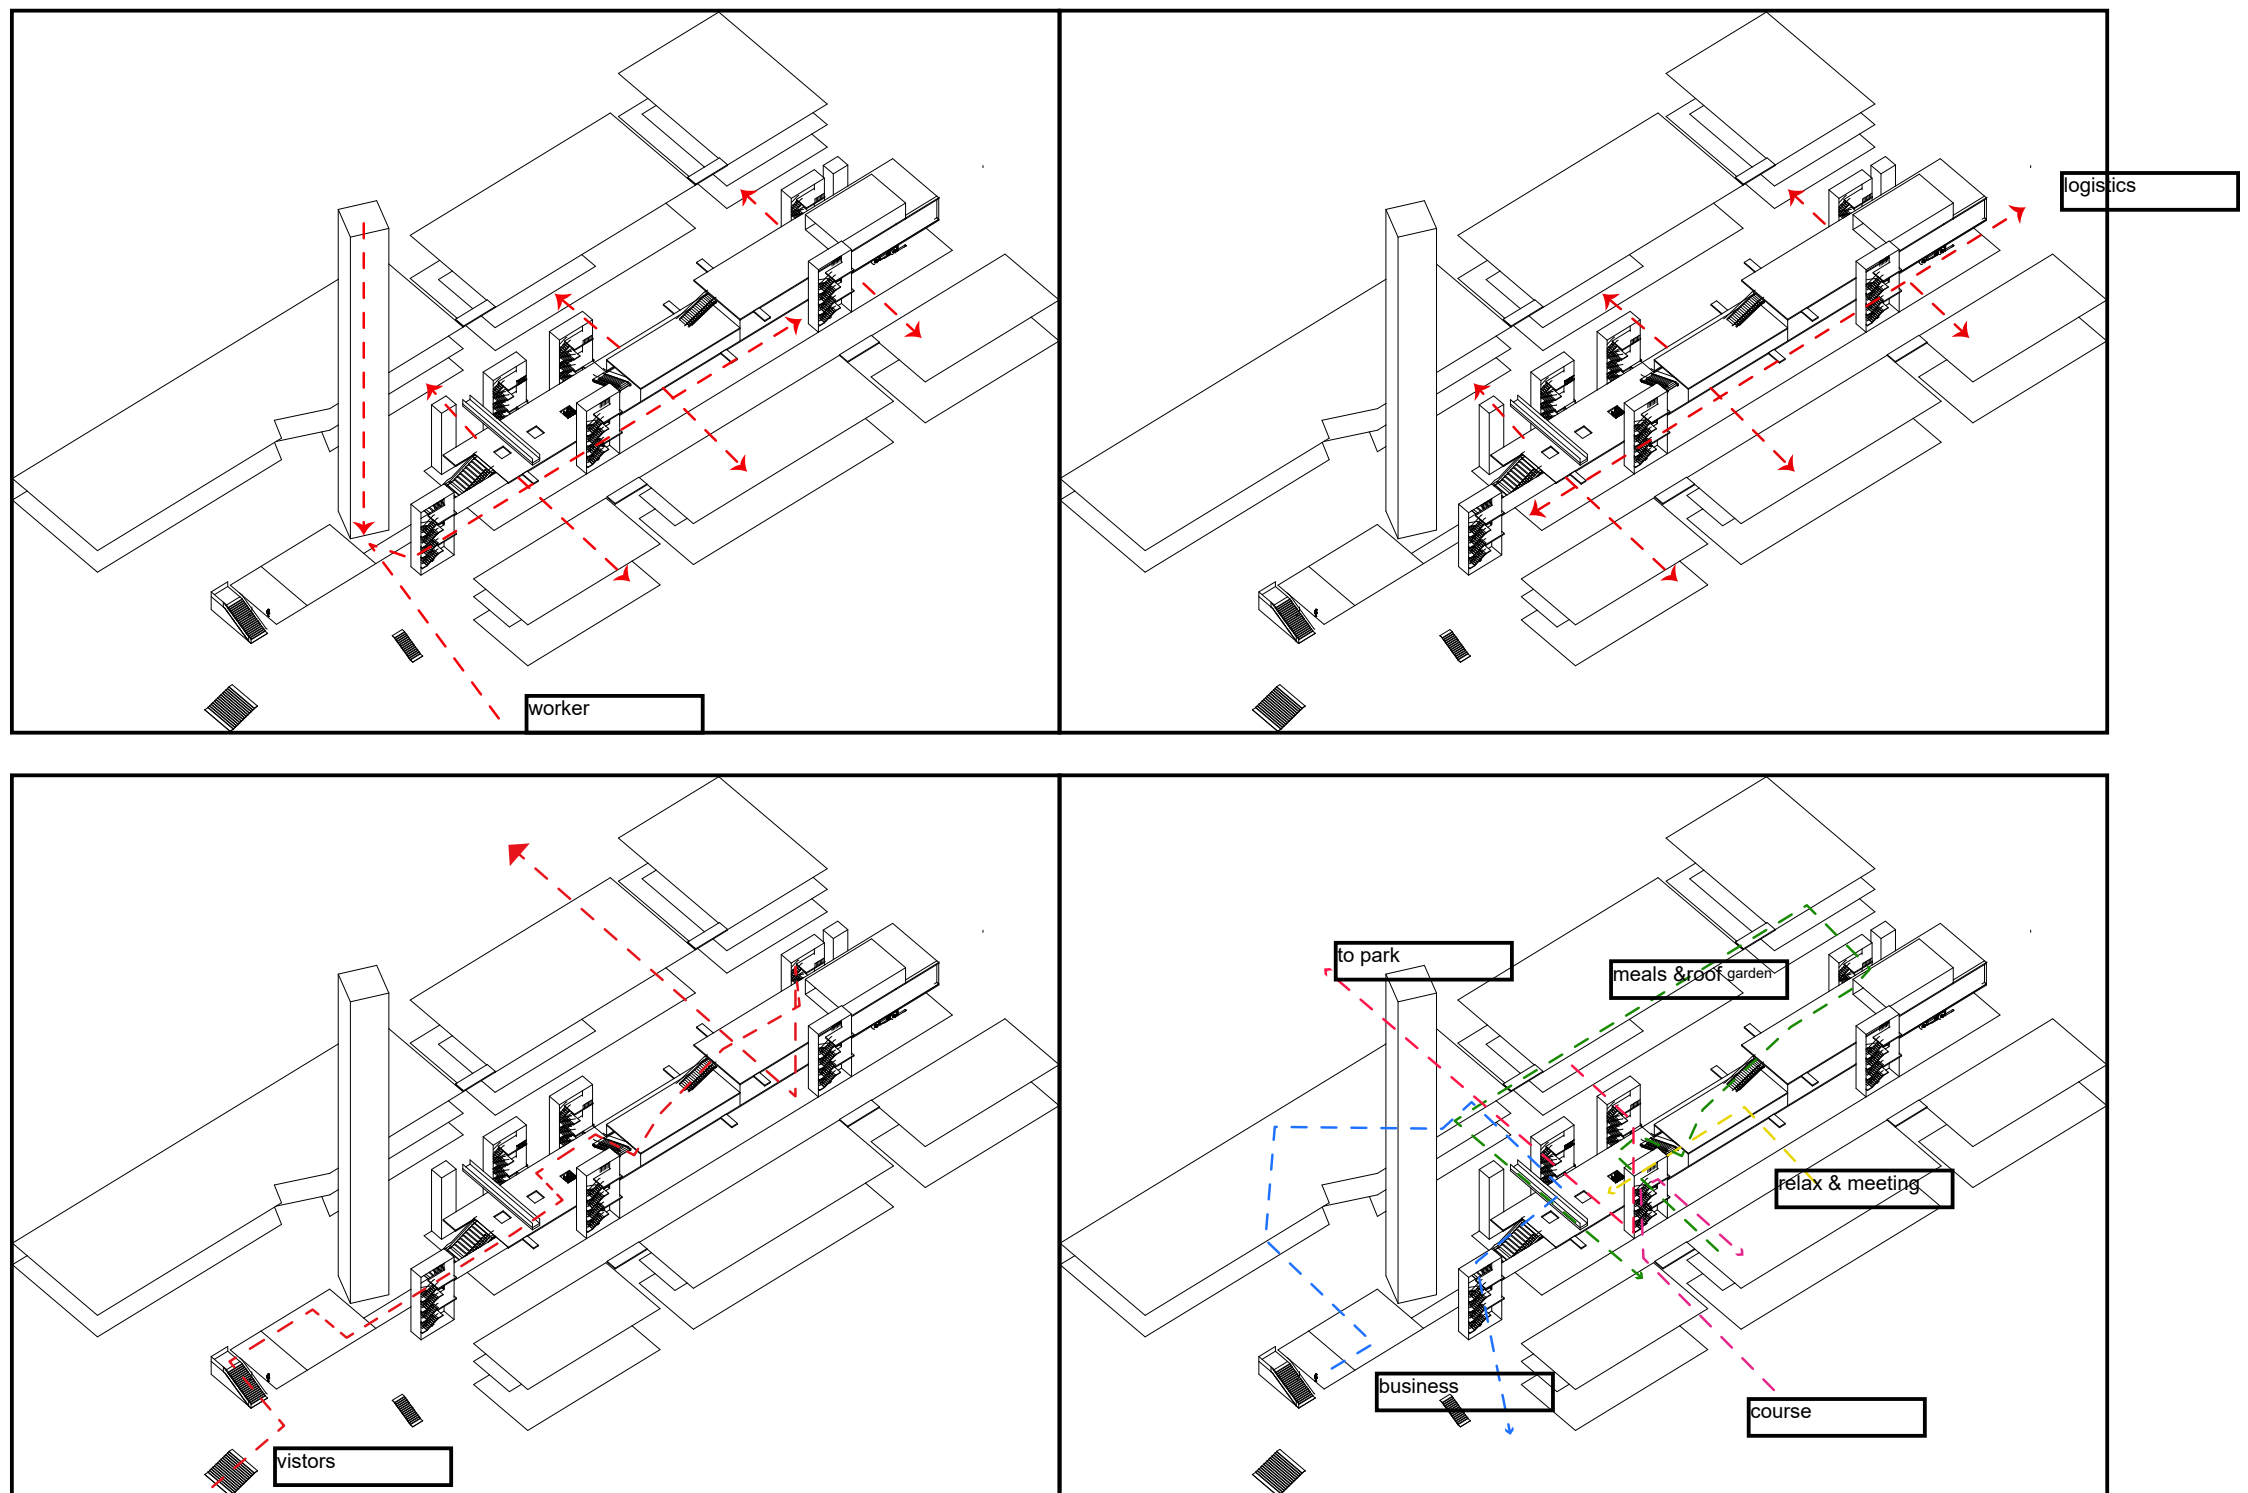 logistics
worker
to park
meals &roof garden
relax & meeting
business
course
vistors